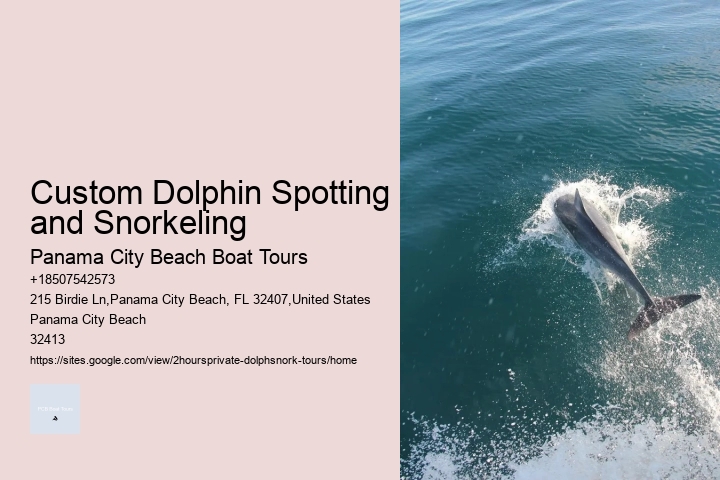 Custom Dolphin Spotting
and Snorkeling
Panama City Beach Boat Tours
+18507542573
215 Birdie Ln,Panama City Beach, FL 32407,United States
Panama City Beach
32413
https://sites.google.com/view/2hoursprivate-dolphsnork-tours/home